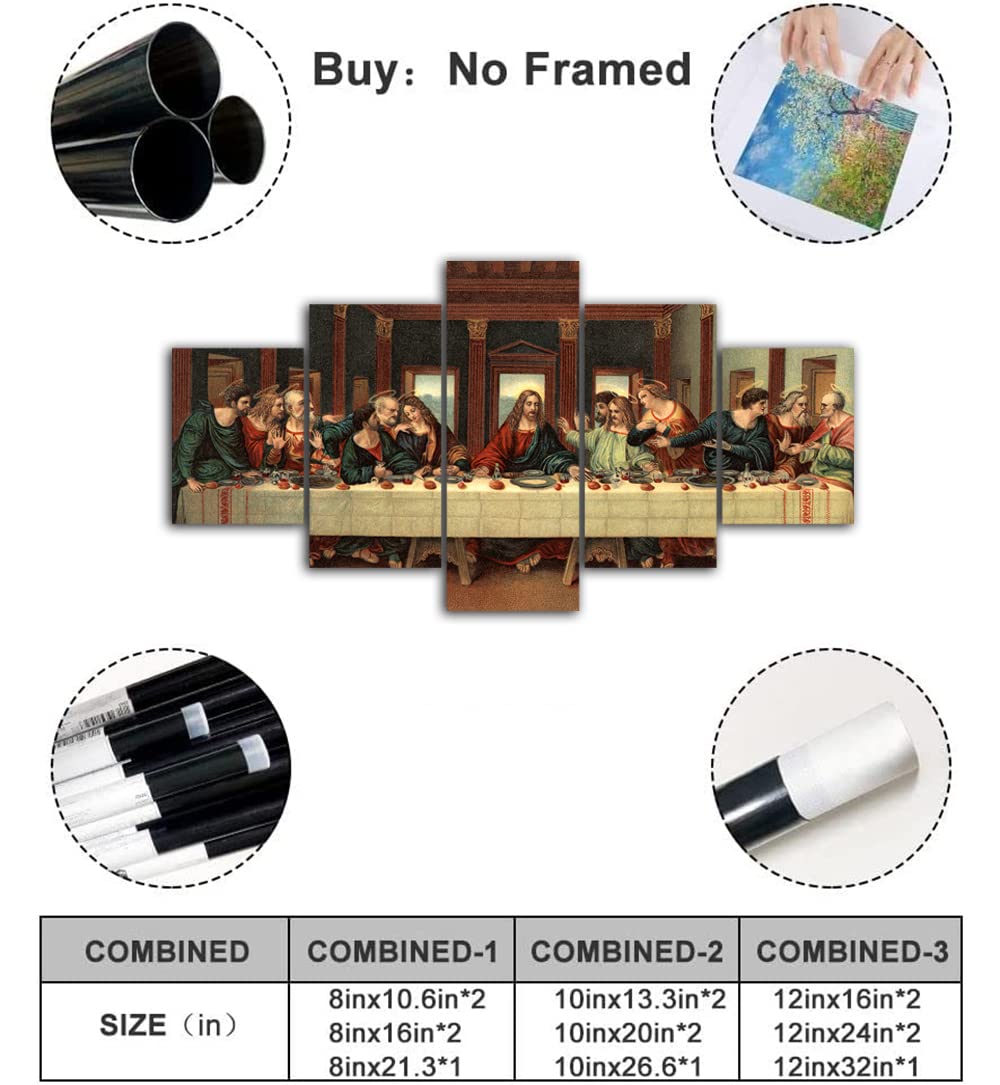 Buy： No Framed
COMBINED COMBINED-1 COMBINED-2 COMBINED-3
SIZE（in）
8inx10.6in*2 10inx13.3in*2 12inx16in*2
8inx16in*2 10inx20in*2 12inx24in*2
8inx21.3*1 10inx26.6*1 12inx32in*1